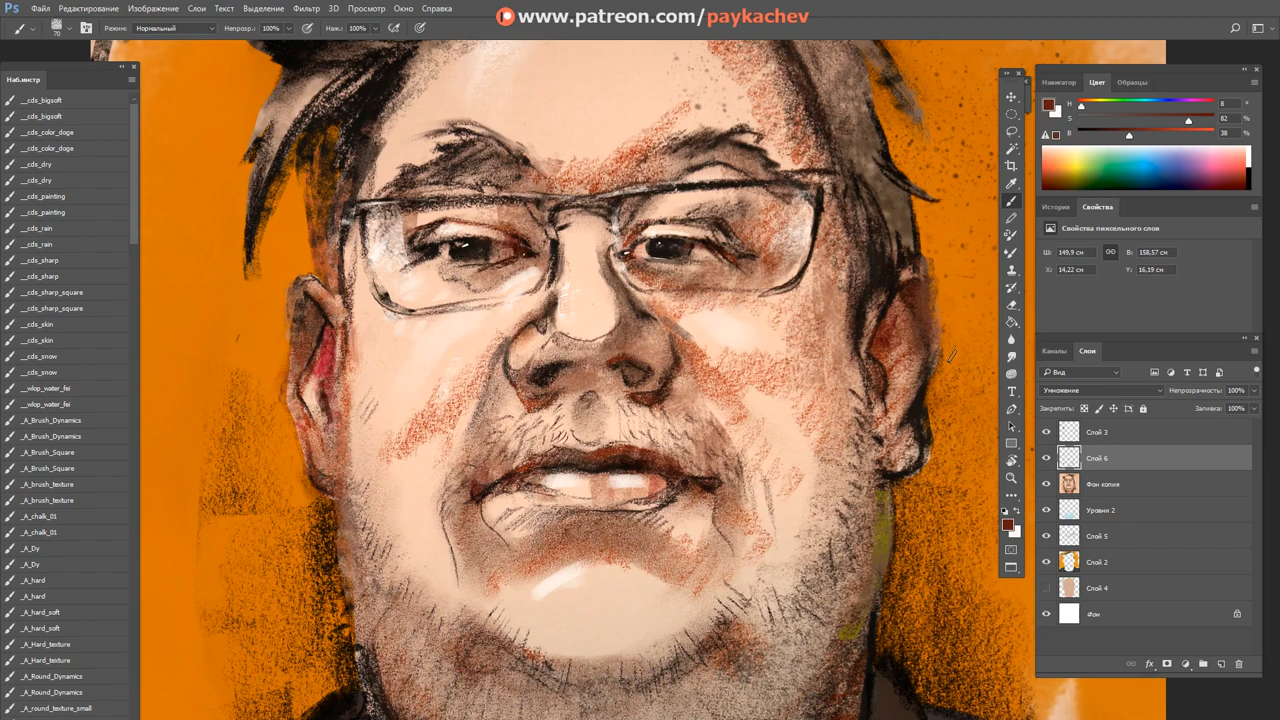 Ps Файл Редактирование Изображение Слои Текст Выделение Фильтр 3D Просмотр Окно Справка
www.patreon.com/paykachev
70 Режим: Нормальный Непрозр.: 100% Наж.: 100%
Наб.инстр
__cds_bigsoft
__cds_bigsoft
__cds_color_doge
__cds_color_doge
__cds_dry
__cds_dry
__cds_painting
__cds_painting
__cds_rain
__cds_rain
__cds_sharp
__cds_sharp
__cds_sharp_square
__cds_sharp_square
__cds_skin
__cds_skin
__cds_snow
__cds_snow
__wlop_water_fei
__wlop_water_fei
_A_Brush_Dynamics
_A_Brush_Dynamics
_A_Brush_Square
_A_Brush_Square
_A_brush_texture
_A_brush_texture
_A_chalk_01
_A_chalk_01
_A_Dy
_A_Dy
_A_hard
_A_hard
_A_hard_soft
_A_hard_soft
_A_Hard_texture
_A_Hard_texture
_A_Round_Dynamics
_A_Round_Dynamics
_A_round_texture_small
Навигатор Цвет Образцы
H 8 °
S 82 %
B 38 %
История Свойства
Свойства пиксельного слоя
Ш: 149,9 см В: 158,57 см
X: 14,22 см Y: 16,19 см
Каналы Слои
Вид
Умножение Непрозрачность: 100%
Закрепить: Заливка: 100%
Слой 3
Слой 6
Фон копия
Уровни 2
Слой 5
Слой 2
Слой 4
Фон
fx